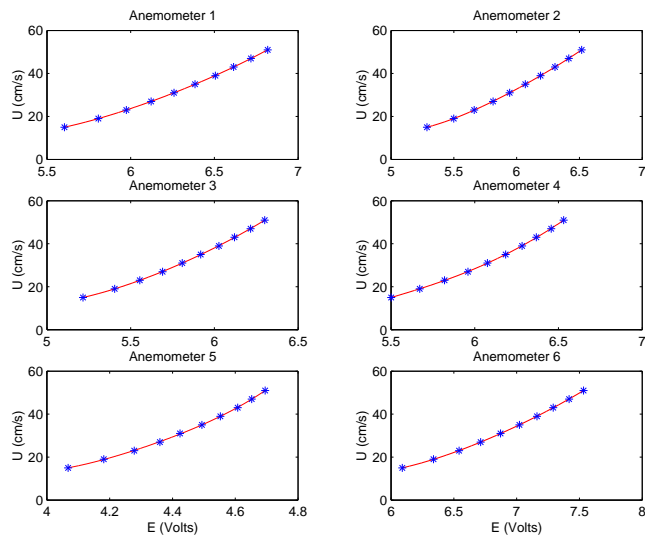 Anemometer 1
Anemometer 2
60
40
20
0
U (cm/s)
5.5 6 6.5 7
60
40
20
0
U (cm/s)
5 5.5 6 6.5 7
Anemometer 3
Anemometer 4
60
40
20
0
U (cm/s)
5 5.5 6 6.5
60
40
20
0
U (cm/s)
5.5 6 6.5 7
Anemometer 5
Anemometer 6
60
40
20
0
U (cm/s)
4 4.2 4.4 4.6 4.8
E (Volts)
60
40
20
0
U (cm/s)
6 6.5 7 7.5 8
E (Volts)